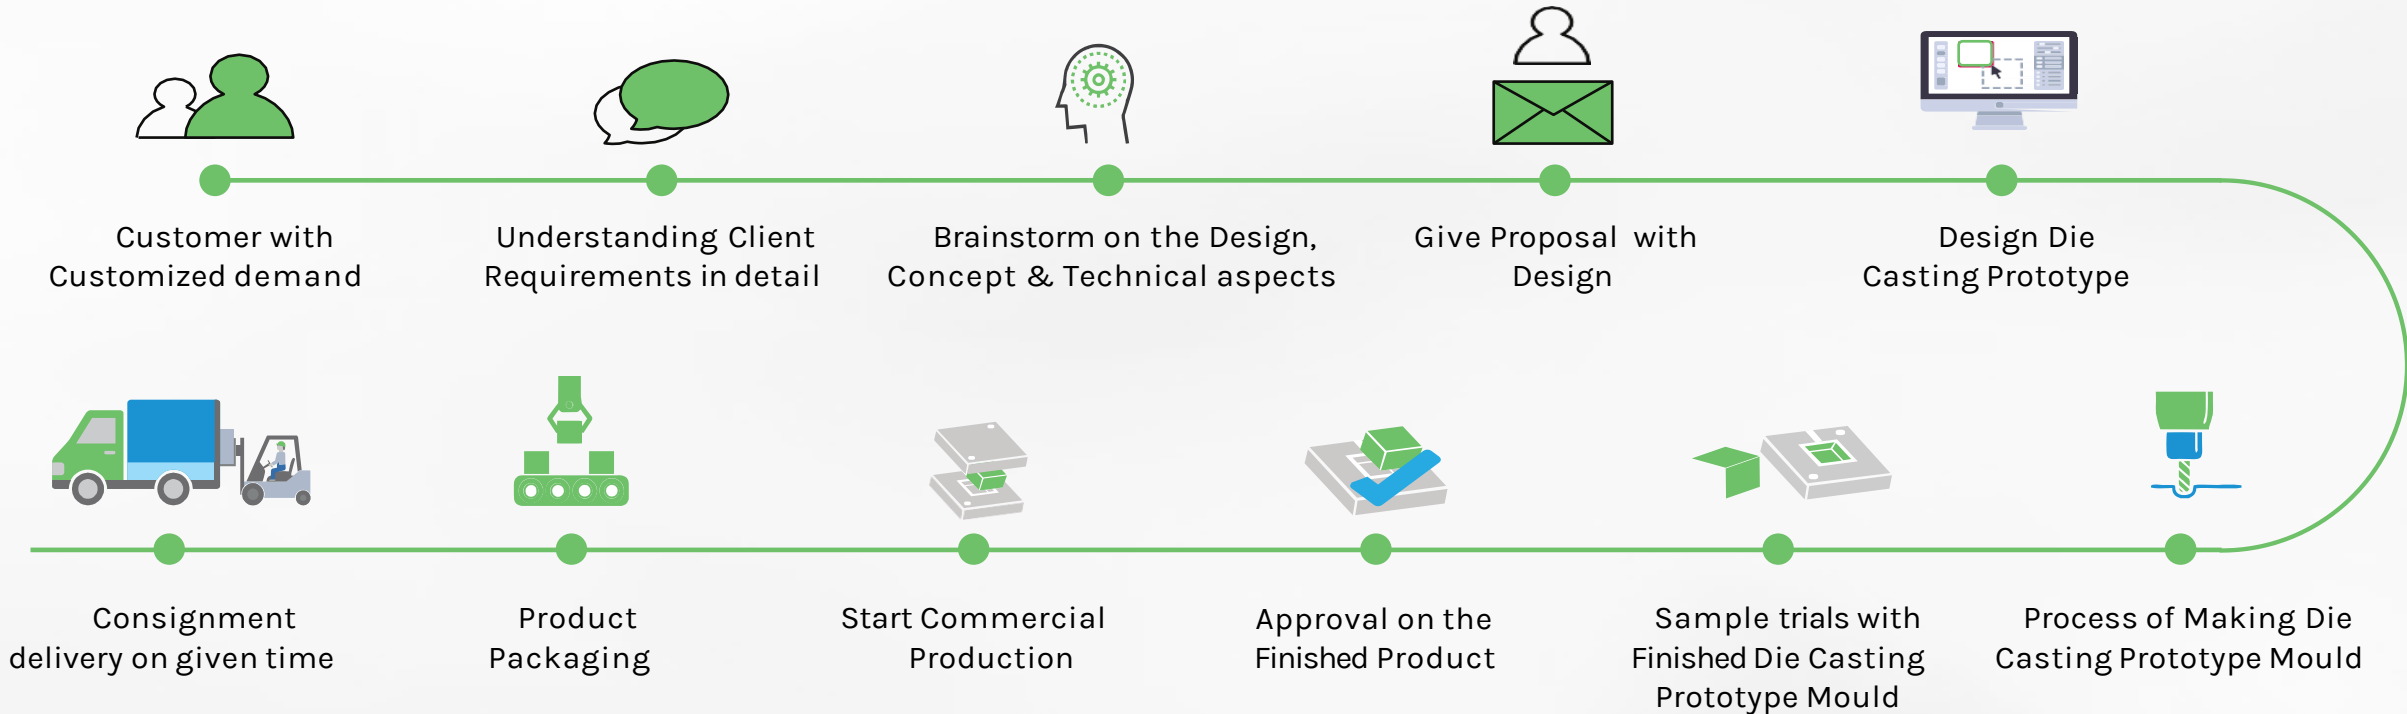 Customer with
Customized demand
Understanding Client
Requirements in detail
Brainstorm on the Design,
Concept & Technical aspects
Give Proposal with
Design
Design Die
Casting Prototype
Process of Making Die
Casting Prototype Mould
Sample trials with
Finished Die Casting
Prototype Mould
Approval on the
Finished Product
Start Commercial
Production
Product
Packaging
Consignment
delivery on given time